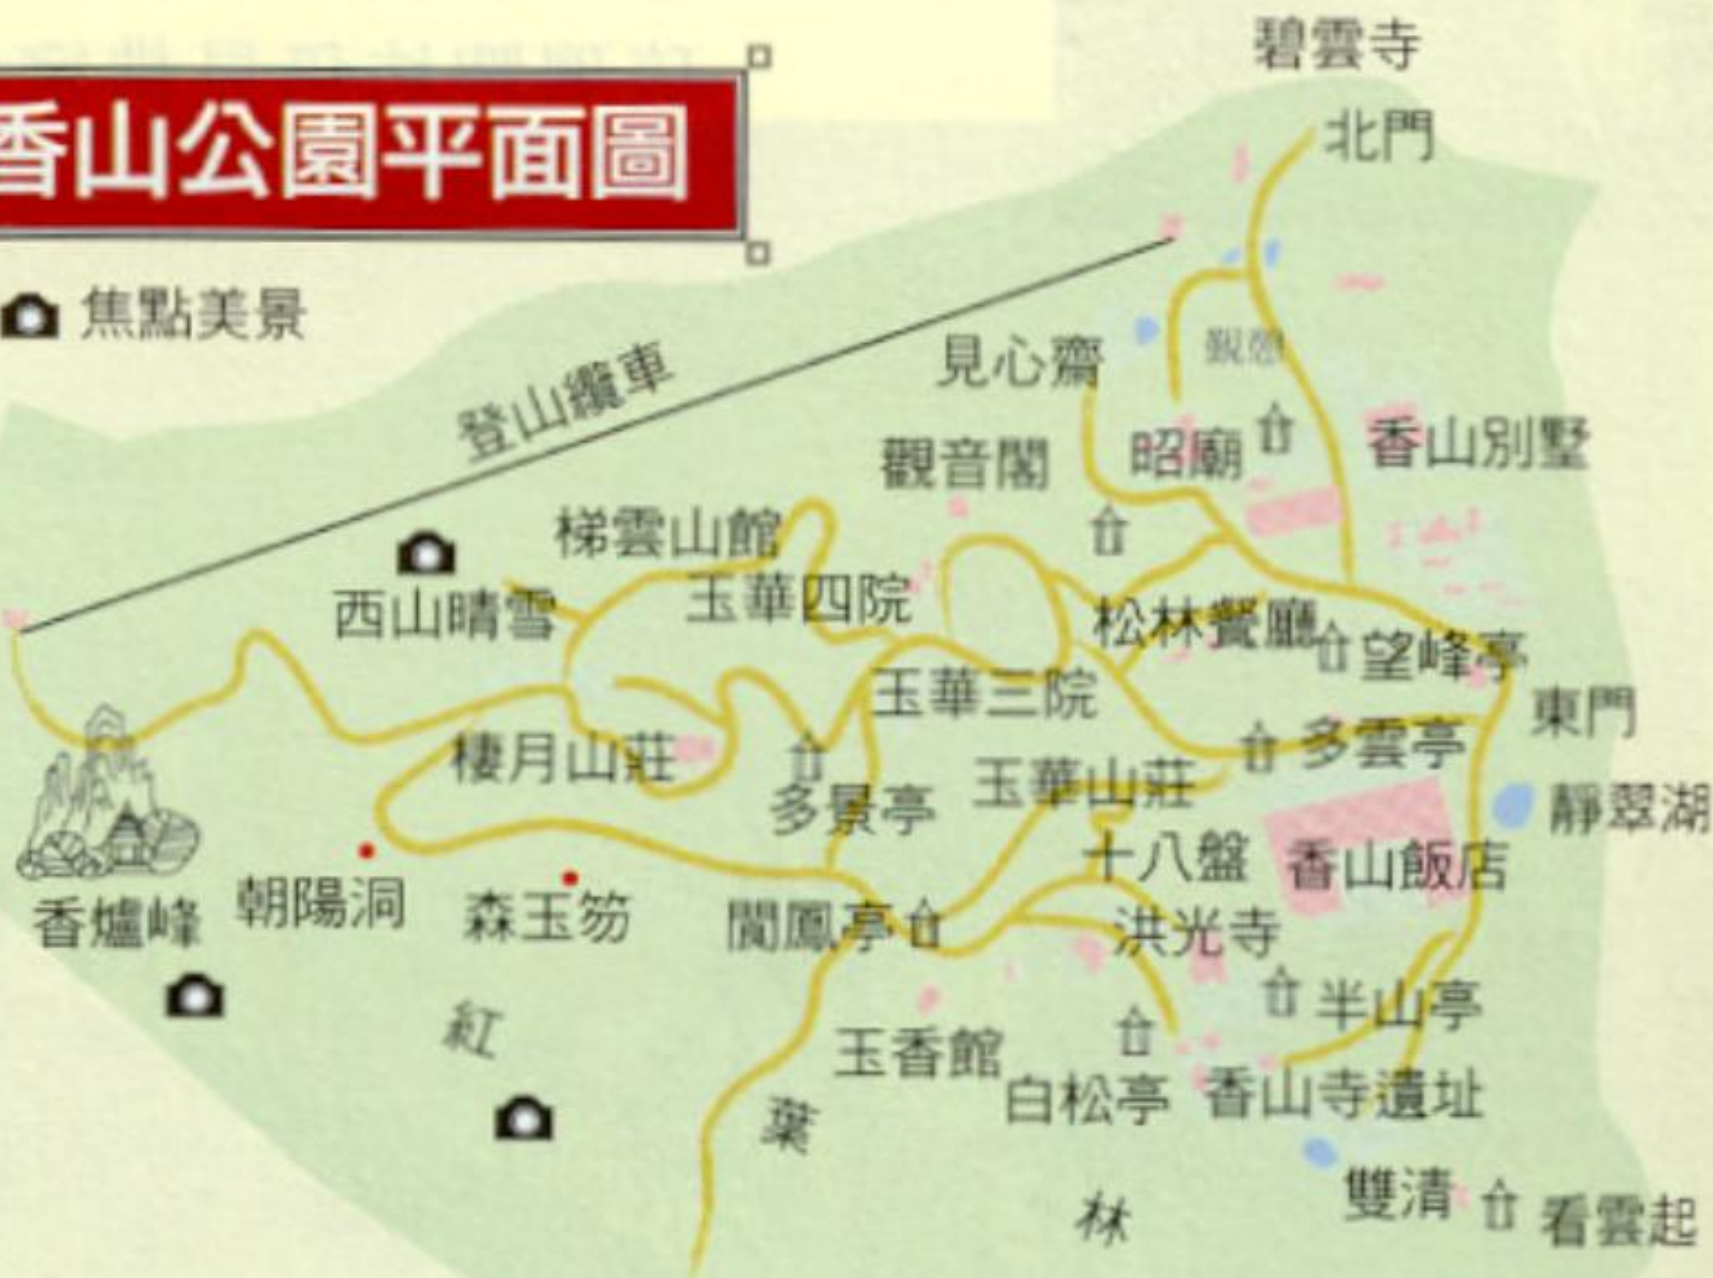 碧雲寺
北門
香山公園平面圖
焦點美景
登山纜車
見心齋
觀音閣
昭廟
香山別墅
梯雲山館
西山晴雪
玉華四院
松林餐廳
望峰亭
玉華三院
東門
棲月山莊
多雲亭
玉華山莊
多景亭
靜翠湖
十八盤
香山飯店
香爐峰
朝陽洞
森玉笏
閬鳳亭
洪光寺
半山亭
玉香館
白松亭
香山寺遺址
紅
葉
林
雙清
看雲起